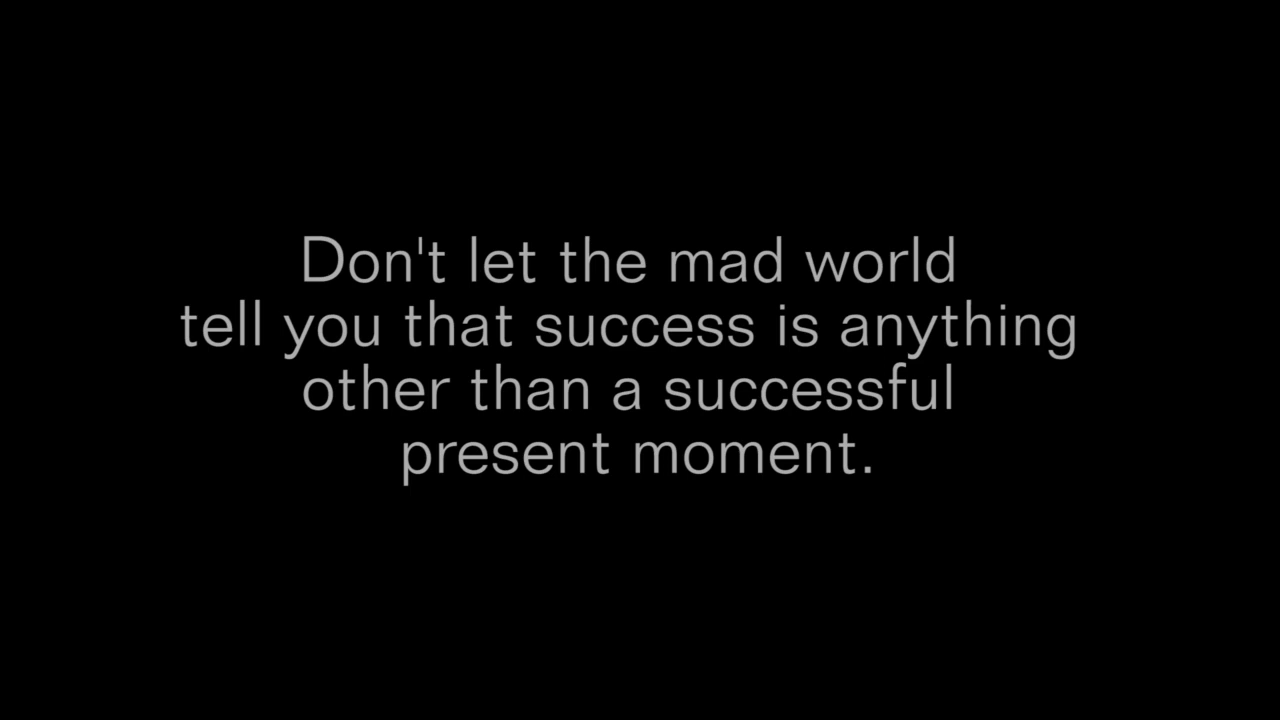 Don't let the mad world
tell you that success is anything
other than a successful
present moment.